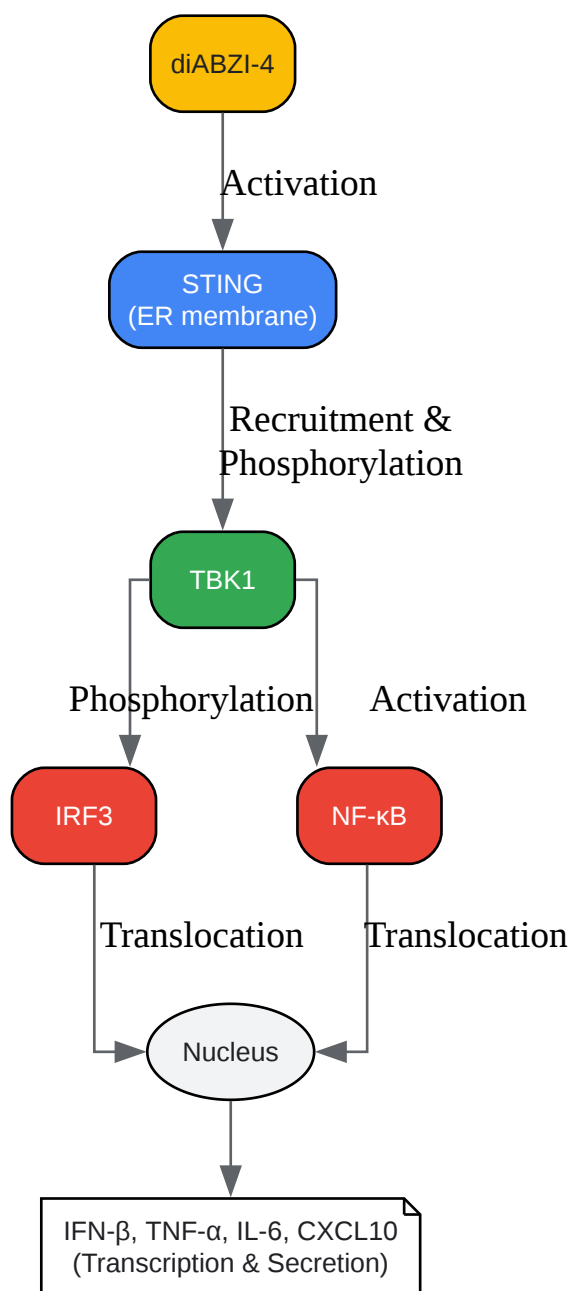 diABZI-4
Activation
STING
(ER membrane)
Recruitment &
Phosphorylation
TBK1
Phosphorylation
Activation
IRF3
NF-κB
Translocation
Translocation
Nucleus
IFN-β, TNF-α, IL-6, CXCL10
(Transcription & Secretion)